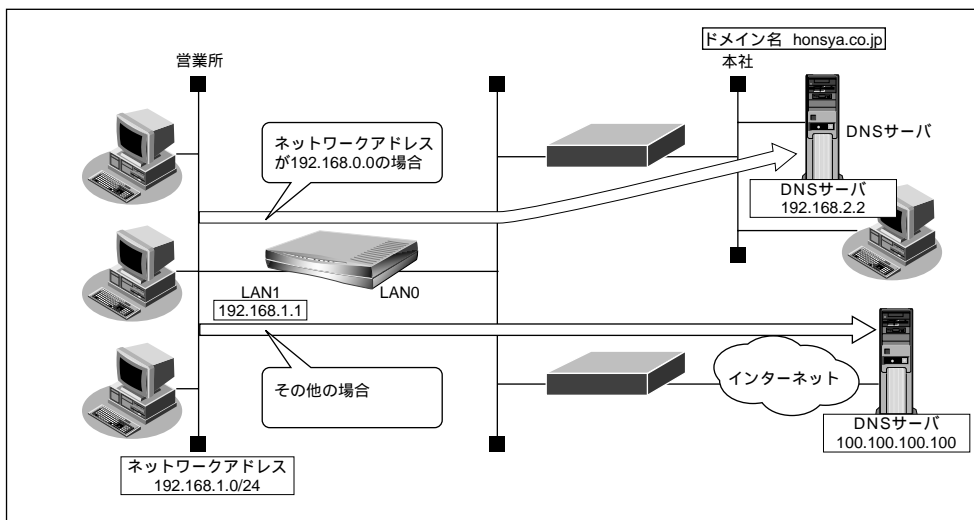 ドメイン名 honsya.co.jp
営業所
本社
ネットワークアドレス
が192.168.0.0の場合
DNSサーバ
DNSサーバ
192.168.2.2
LAN1
LAN0
192.168.1.1
その他の場合
インターネット
DNSサーバ
100.100.100.100
ネットワークアドレス
192.168.1.0/24